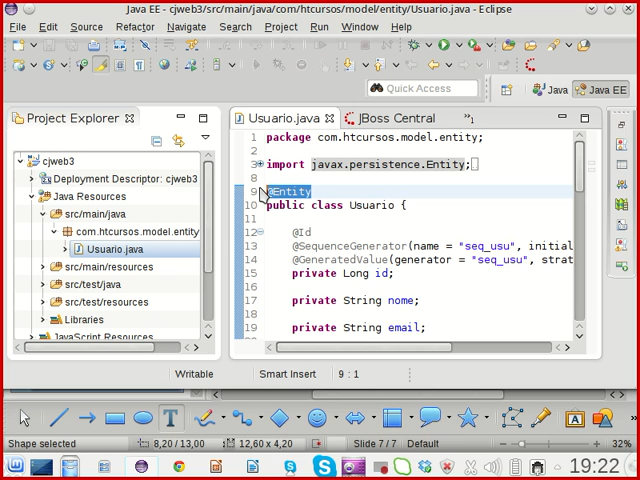 Java EE - cjweb3/src/main/java/com/htcursos/model/entity/Usuario.java - Eclipse
File Edit Source Refactor Navigate Search Project Hrun Window Help
Quick Access
Java
Java EE
Project Explorer
cjweb3
Deployment Descriptor: cjweb3
Java Resources
src/main/java
com.htcursos.model.entity
Usuario.java
src/main/resources
src/test/java
src/test/resources
Libraries
JavaScript Resources
Usuario.java
JBoss Central
»1
1 package com.htcursos.model.entity;
2
3 import javax.persistence.Entity;
8
9 @Entity
10 public class Usuario {
11
12 @Id
13 @SequenceGenerator(name = "seq_usu", initial
14 @GeneratedValue(generator = "seq_usu", strat
15 private Long id;
16
17 private String nome;
18
19 private String email;
Writable
Smart Insert
9 : 1
Shape selected
8,20 / 13,00
12,60 x 4,20
Slide 7 / 7
Default
32%
19:22